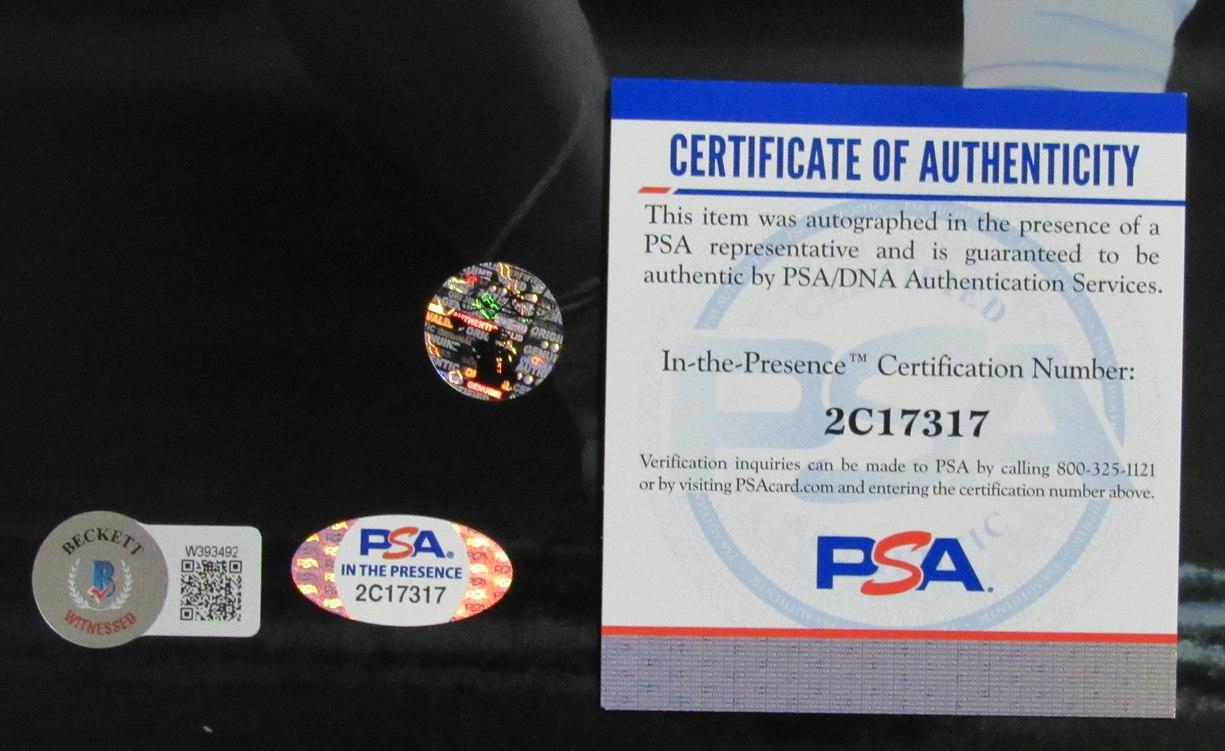 CERTIFICATE OF AUTHENTICITY
This item was autographed in the presence of a
PSA representative and is guaranteed to be
authentic by PSA/DNA Authentication Services.
In-the-Presence™ Certification Number:
2C17317
Verification inquiries can be made to PSA by calling 800-325-1121
or by visiting PSAcard.com and entering the certification number above.
PSA®
BECKETT
B
WITNESSED
W393492
PSA®
IN THE PRESENCE
2C17317
GENUINE